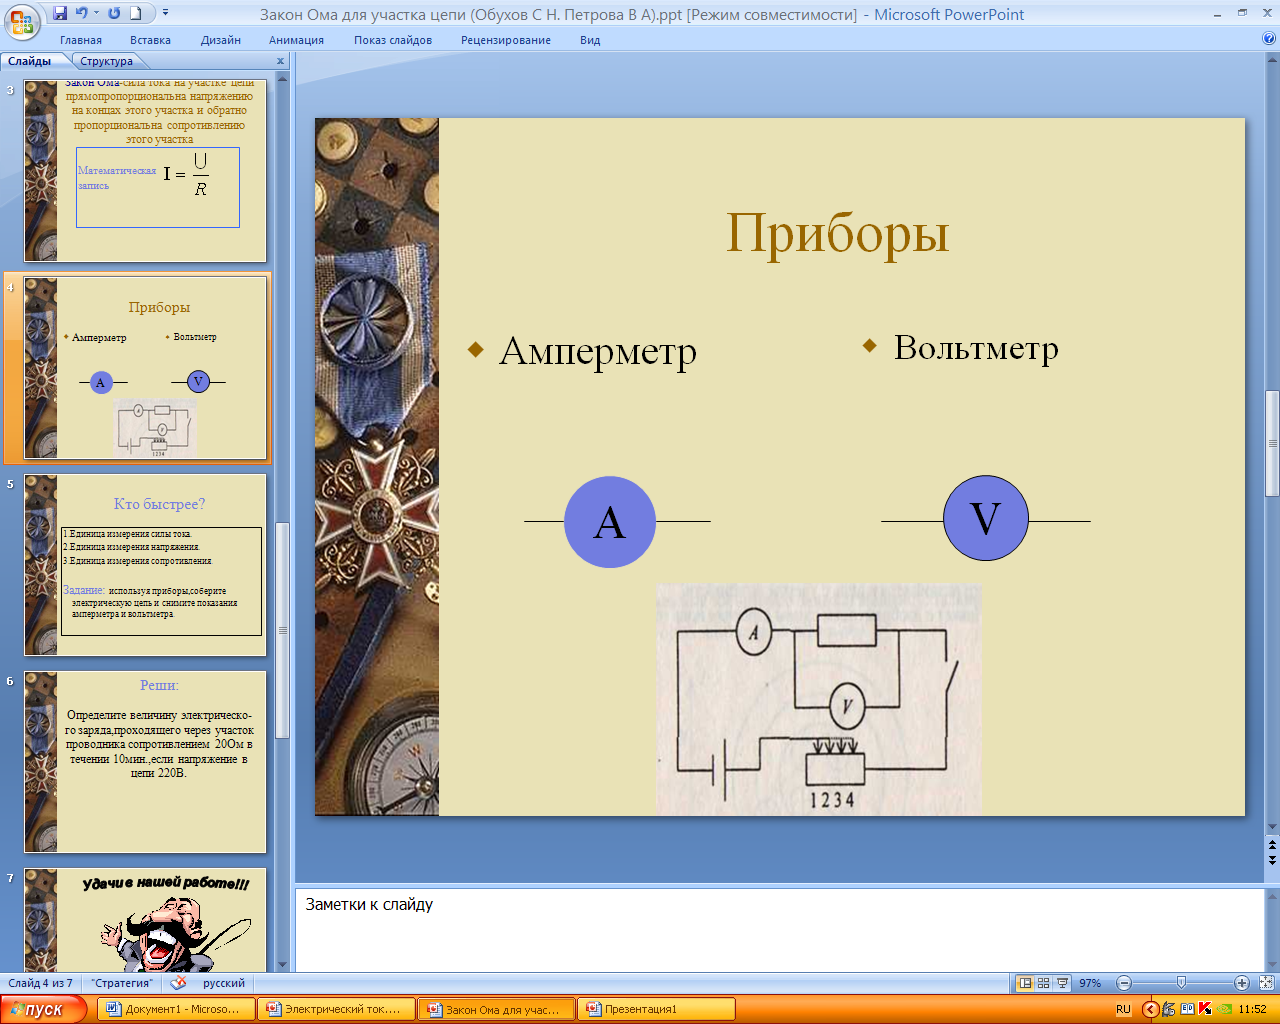 Закон Ома для участка цепи (Обухов С Н. Петрова В А).ppt [Режим совместимости] - Microsoft PowerPoint
Главная Вставка Дизайн Анимация Показ слайдов Рецензирование Вид
Слайды Структура x
3
Закон Ома-сила тока на участке цепи
прямопропорциональна напряжению
на концах этого участка и обратно
пропорциональна сопротивлению
этого участка
Математическая
запись
I = U / R
4
Приборы
Амперметр Вольтметр
A V
A
V
1234
5
Кто быстрее?
1.Единица измерения силы тока.
2.Единица измерения напряжения.
3.Единица измерения сопротивления.
Задание: используя приборы,соберите
электрическую цепь и снимите показания
амперметра и вольтметра.
6
Реши:
Определите величину электрическо-
го заряда,проходящего через участок
проводника сопротивлением 20Ом в
течении 10мин.,если напряжение в
цепи 220В.
7
Удачи в нашей работе!!!
Приборы
Амперметр Вольтметр
A V
A
V
1 2 3 4
Заметки к слайду
Слайд 4 из 7 "Стратегия" русский 97%
пуск Документ1 - Microso... Электрический ток.... Закон Ома для учас... Презентация1 RU 11:52